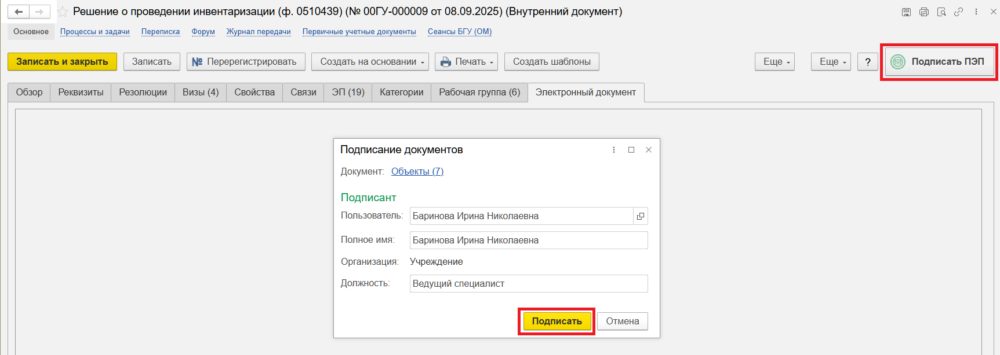 Решение о проведении инвентаризации (ф. 0510439) (№ 00ГУ-000009 от 08.09.2025) (Внутренний документ)
Основное Процессы и задачи Переписка Форум Журнал передачи Первичные учетные документы Сеансы БГУ (ОМ)
Записать и закрыть Записать № Перерегистрировать Создать на основании Печать Создать шаблоны Еще Еще ? Подписать ПЭП
Обзор Реквизиты Резолюции Визы (4) Свойства Связи ЭП (19) Категории Рабочая группа (6) Электронный документ
Подписание документов
Документ: Объекты (7)
Подписант
Пользователь: Баринова Ирина Николаевна
Полное имя: Баринова Ирина Николаевна
Организация: Учреждение
Должность: Ведущий специалист
Подписать Отмена